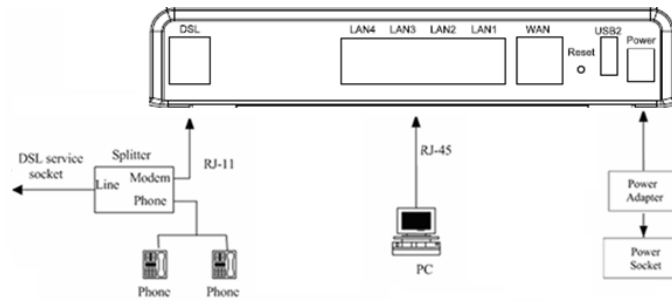 DSL LAN4 LAN3 LAN2 LAN1 WAN Reset USB2 Power
DSL service
socket
Splitter
Line
Modem
Phone
RJ-11
RJ-45
Phone Phone
PC
Power
Adapter
Power
Socket